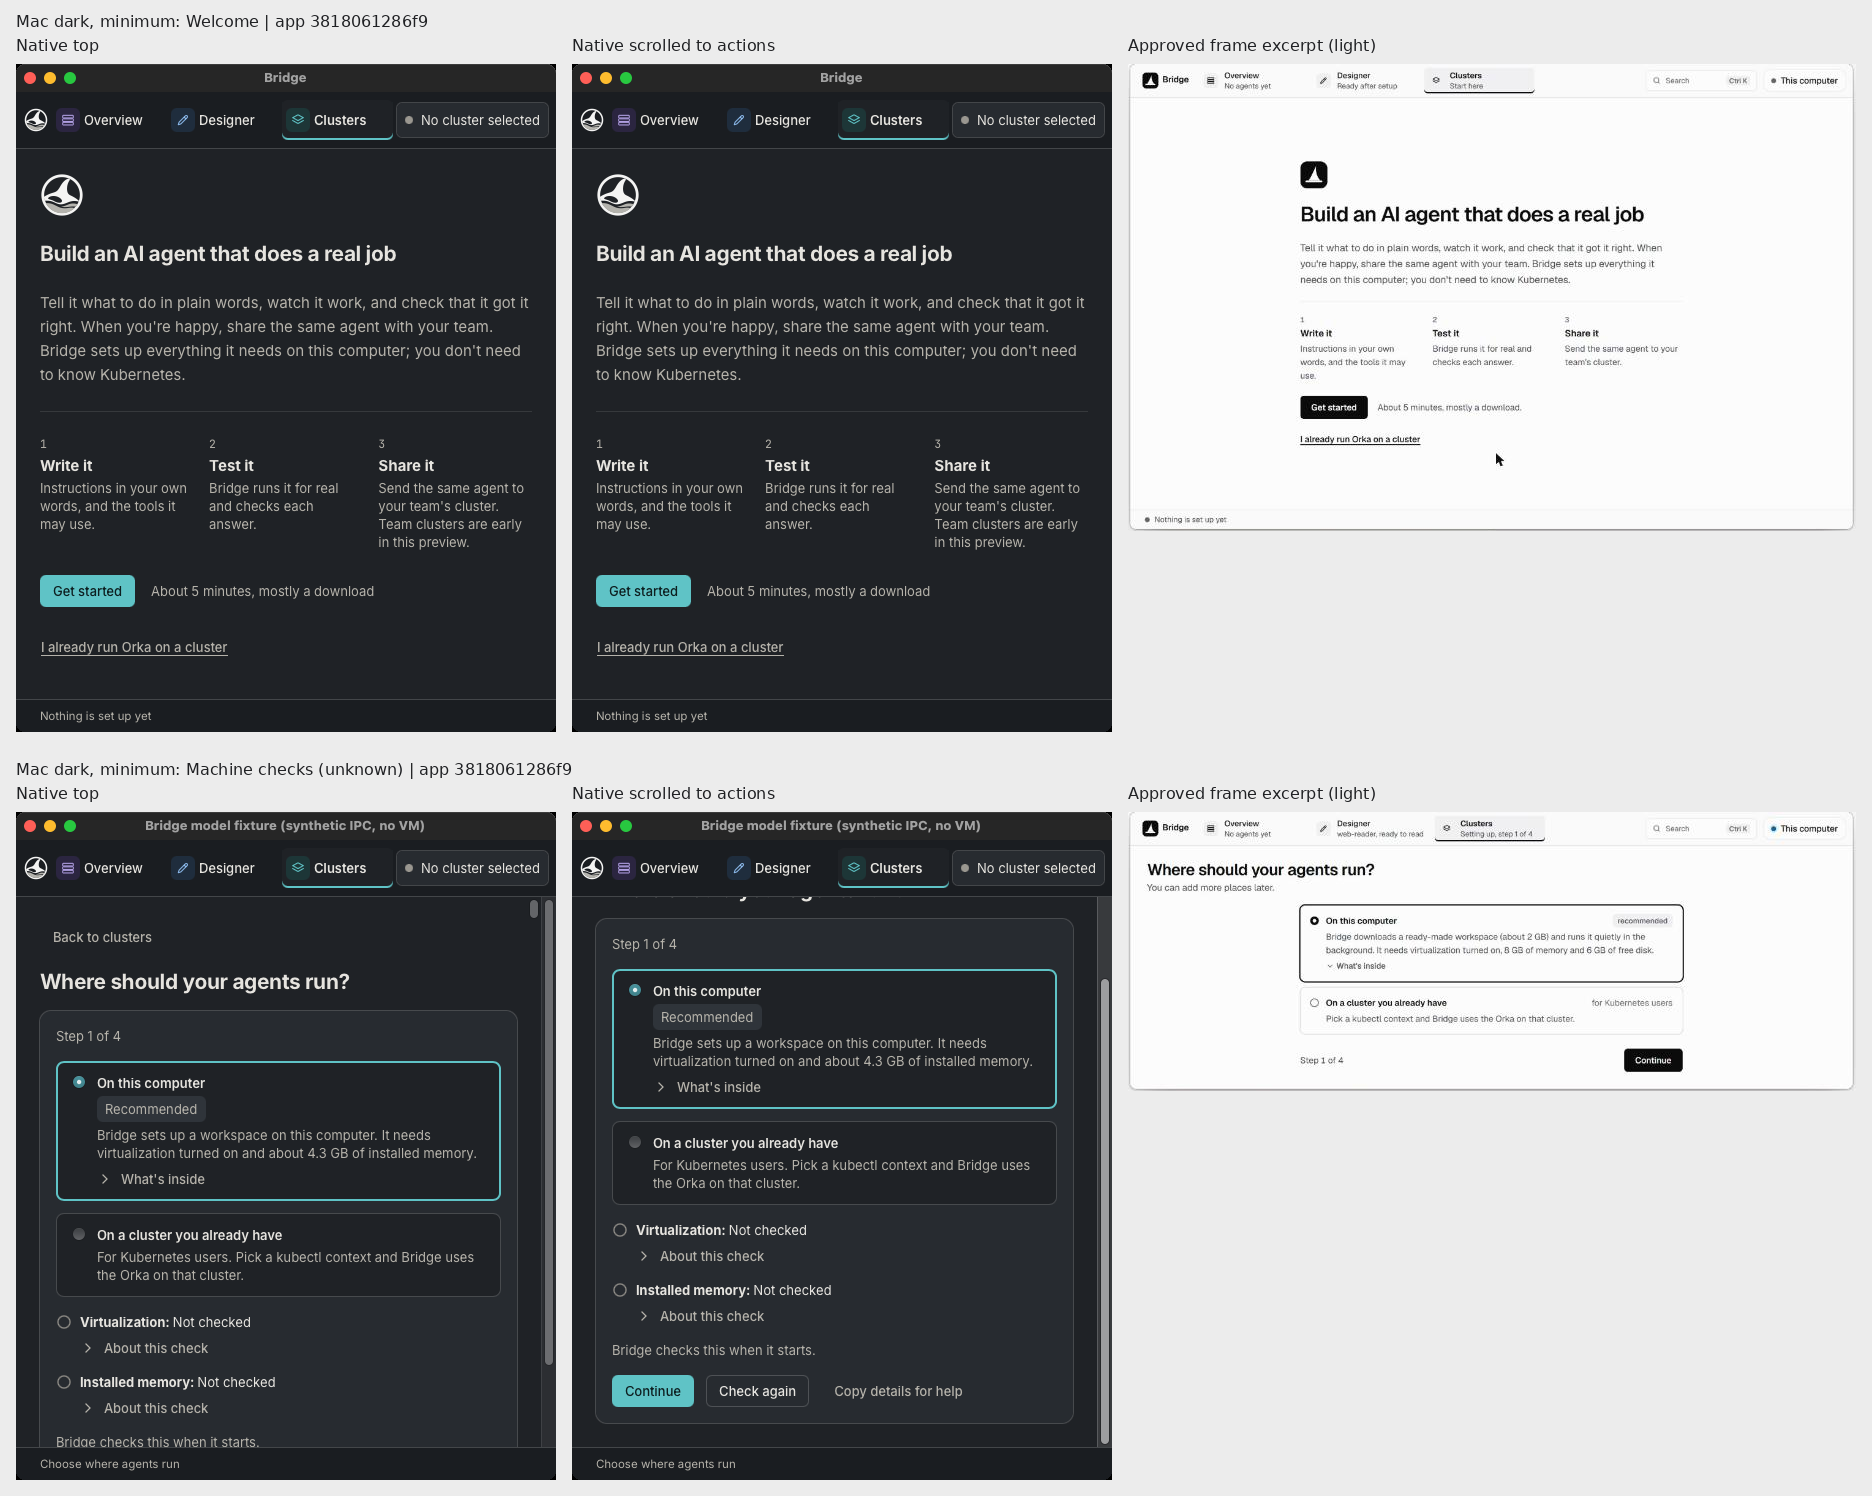 Mac dark, minimum: Welcome | app 3818061286f9
Native top
Bridge
Overview
Designer
Clusters
No cluster selected
Build an AI agent that does a real job
Tell it what to do in plain words, watch it work, and check that it got it
right. When you're happy, share the same agent with your team.
Bridge sets up everything it needs on this computer; you don't need
to know Kubernetes.
1
Write it
Instructions in your own
words, and the tools it
may use.
2
Test it
Bridge runs it for real
and checks each
answer.
3
Share it
Send the same agent to
your team's cluster.
Team clusters are early
in this preview.
Get started
About 5 minutes, mostly a download
I already run Orka on a cluster
Nothing is set up yet
Native scrolled to actions
Bridge
Overview
Designer
Clusters
No cluster selected
Build an AI agent that does a real job
Tell it what to do in plain words, watch it work, and check that it got it
right. When you're happy, share the same agent with your team.
Bridge sets up everything it needs on this computer; you don't need
to know Kubernetes.
1
Write it
Instructions in your own
words, and the tools it
may use.
2
Test it
Bridge runs it for real
and checks each
answer.
3
Share it
Send the same agent to
your team's cluster.
Team clusters are early
in this preview.
Get started
About 5 minutes, mostly a download
I already run Orka on a cluster
Nothing is set up yet
Approved frame excerpt (light)
Bridge
Overview
No agents yet
Designer
Ready after setup
Clusters
Start here
Search
Ctrl K
This computer
Build an AI agent that does a real job
Tell it what to do in plain words, watch it work, and check that it got it right. When
you're happy, share the same agent with your team. Bridge sets up everything it
needs on this computer; you don't need to know Kubernetes.
1
Write it
Instructions in your own
words, and the tools it may
use.
2
Test it
Bridge runs it for real and
checks each answer.
3
Share it
Send the same agent to your
team's cluster.
Get started
About 5 minutes, mostly a download.
I already run Orka on a cluster
Nothing is set up yet
Mac dark, minimum: Machine checks (unknown) | app 3818061286f9
Native top
Bridge model fixture (synthetic IPC, no VM)
Overview
Designer
Clusters
No cluster selected
Back to clusters
Where should your agents run?
Step 1 of 4
On this computer
Recommended
Bridge sets up a workspace on this computer. It needs
virtualization turned on and about 4.3 GB of installed memory.
What's inside
On a cluster you already have
For Kubernetes users. Pick a kubectl context and Bridge uses
the Orka on that cluster.
Virtualization: Not checked
About this check
Installed memory: Not checked
About this check
Bridge checks this when it starts.
Choose where agents run
Native scrolled to actions
Bridge model fixture (synthetic IPC, no VM)
Overview
Designer
Clusters
No cluster selected
Step 1 of 4
On this computer
Recommended
Bridge sets up a workspace on this computer. It needs
virtualization turned on and about 4.3 GB of installed memory.
What's inside
On a cluster you already have
For Kubernetes users. Pick a kubectl context and Bridge uses
the Orka on that cluster.
Virtualization: Not checked
About this check
Installed memory: Not checked
About this check
Bridge checks this when it starts.
Continue
Check again
Copy details for help
Choose where agents run
Approved frame excerpt (light)
Bridge
Overview
No agents yet
Designer
web-reader, ready to read
Clusters
Setting up, step 1 of 4
Search
Ctrl K
This computer
Where should your agents run?
You can add more places later.
On this computer
recommended
Bridge downloads a ready-made workspace (about 2 GB) and runs it quietly in the
background. It needs virtualization turned on, 8 GB of memory and 6 GB of free disk.
What's inside
On a cluster you already have
for Kubernetes users
Pick a kubectl context and Bridge uses the Orka on that cluster.
Step 1 of 4
Continue